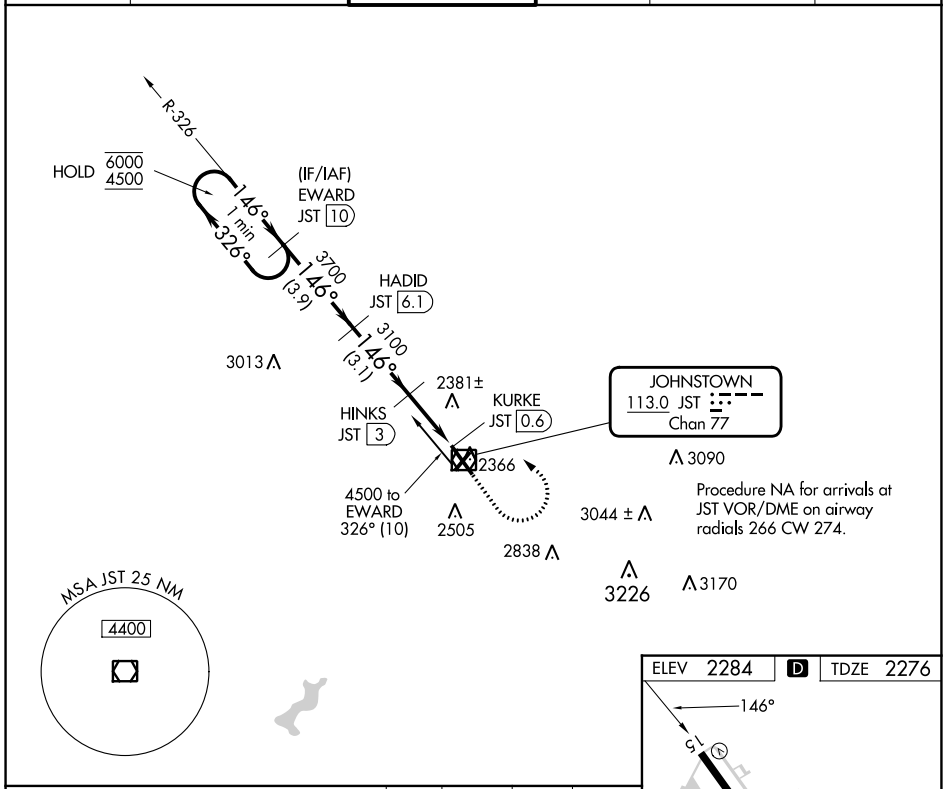 R-326
HOLD 6000
4500
146°
1 min
326°
(IF/IAF)
EWARD
JST 10
3700
146°
(3.9)
HADID
JST 6.1
3100
146°
(3.1)
3013
2381±
HINKS
JST 3
KURKE
JST 0.6
JOHNSTOWN
113.0 JST
Chan 77
2366
3090
4500 to
EWARD
326° (10)
2505
3044 ±
Procedure NA for arrivals at
JST VOR/DME on airway
radials 266 CW 274.
2838
3226
3170
MSA JST 25 NM
4400
ELEV 2284 D TDZE 2276
146°
15
V